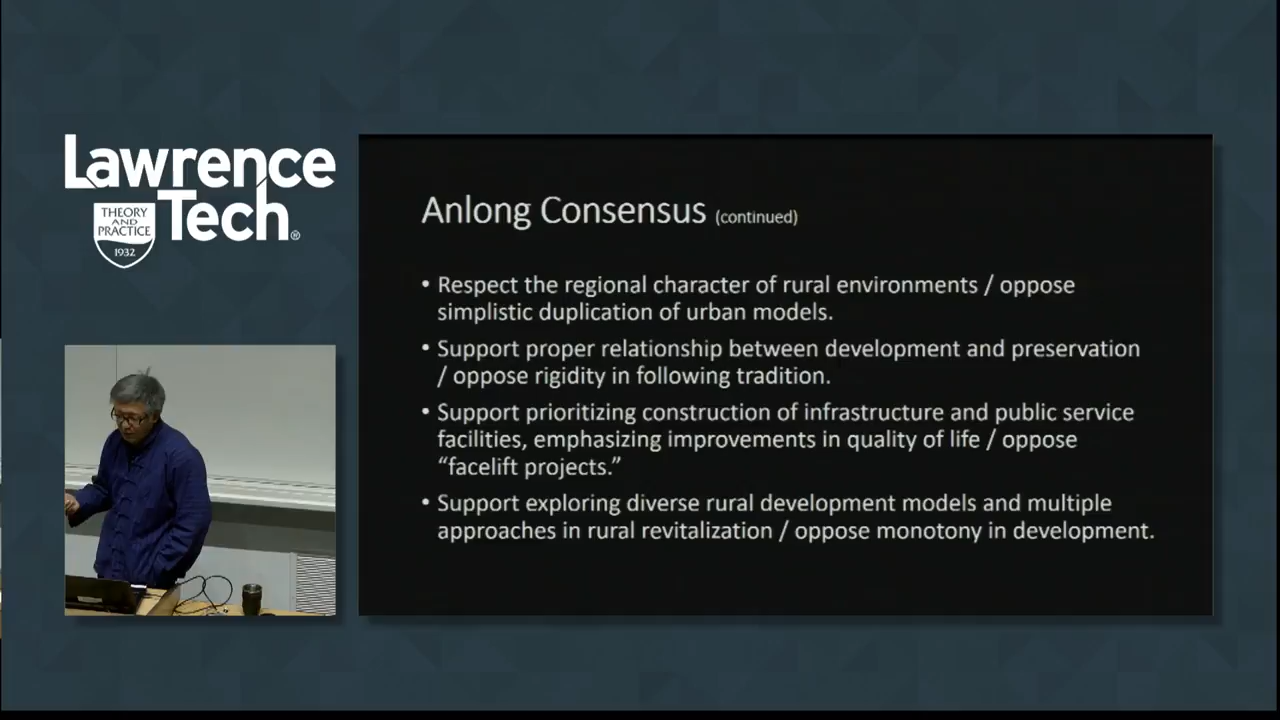 Lawrence
Tech®
THEORY
AND
PRACTICE
1932
Anlong Consensus (continued)
• Respect the regional character of rural environments / oppose
simplistic duplication of urban models.
• Support proper relationship between development and preservation
/ oppose rigidity in following tradition.
• Support prioritizing construction of infrastructure and public service
facilities, emphasizing improvements in quality of life / oppose
“facelift projects.”
• Support exploring diverse rural development models and multiple
approaches in rural revitalization / oppose monotony in development.